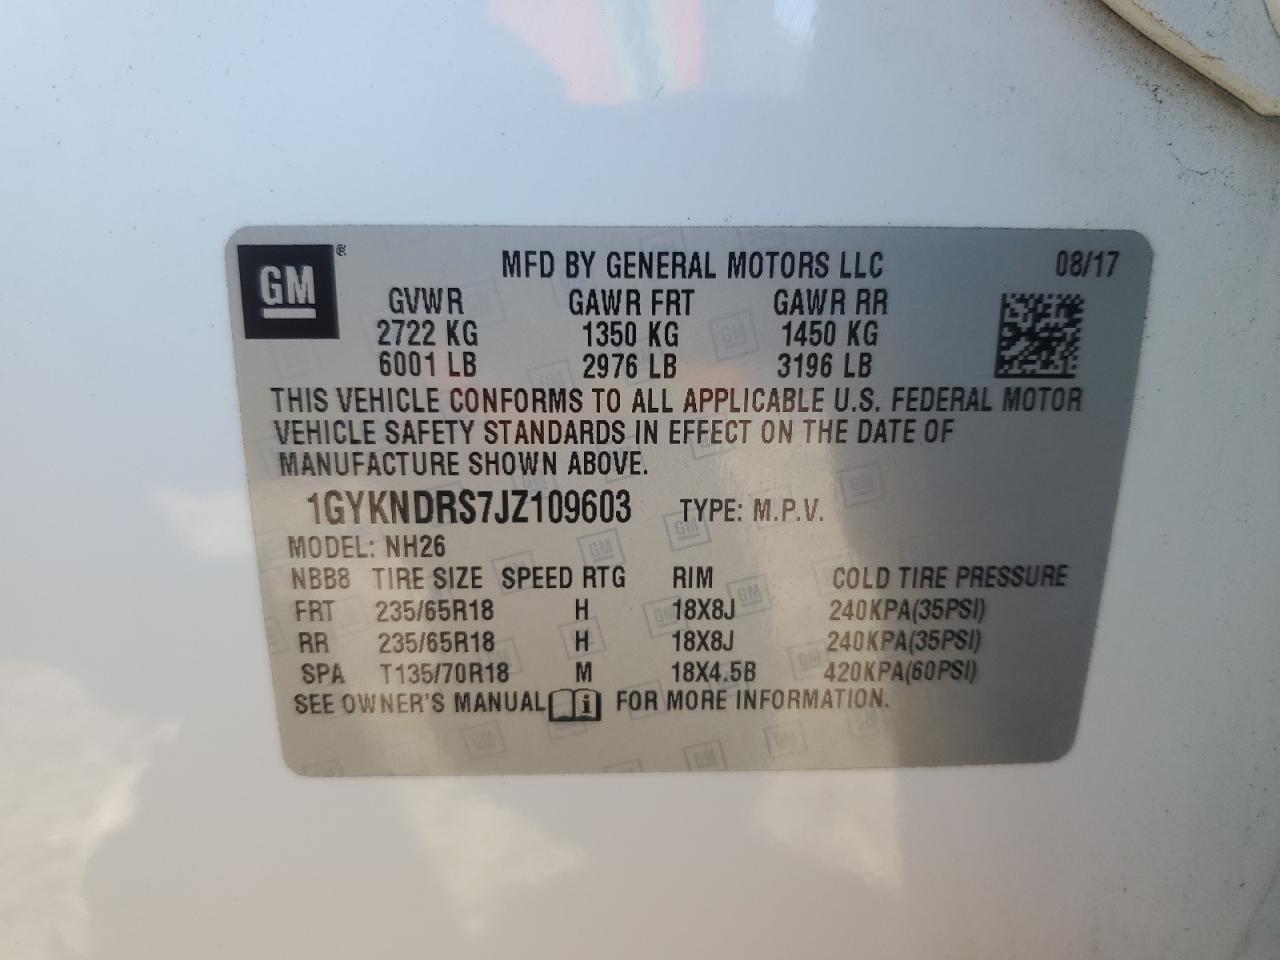 GM ® MFD BY GENERAL MOTORS LLC 08/17
GVWR GAWR FRT GAWR RR
2722 KG 1350 KG 1450 KG
6001 LB 2976 LB 3196 LB
THIS VEHICLE CONFORMS TO ALL APPLICABLE U.S. FEDERAL MOTOR
VEHICLE SAFETY STANDARDS IN EFFECT ON THE DATE OF
MANUFACTURE SHOWN ABOVE.
1GYKNDRS7JZ109603 TYPE: M.P.V.
MODEL: NH26
NBB8 TIRE SIZE SPEED RTG RIM COLD TIRE PRESSURE
FRT 235/65R18 H 18X8J 240KPA(35PSI)
RR 235/65R18 H 18X8J 240KPA(35PSI)
SPA T135/70R18 M 18X4.5B 420KPA(60PSI)
SEE OWNER'S MANUAL i FOR MORE INFORMATION.